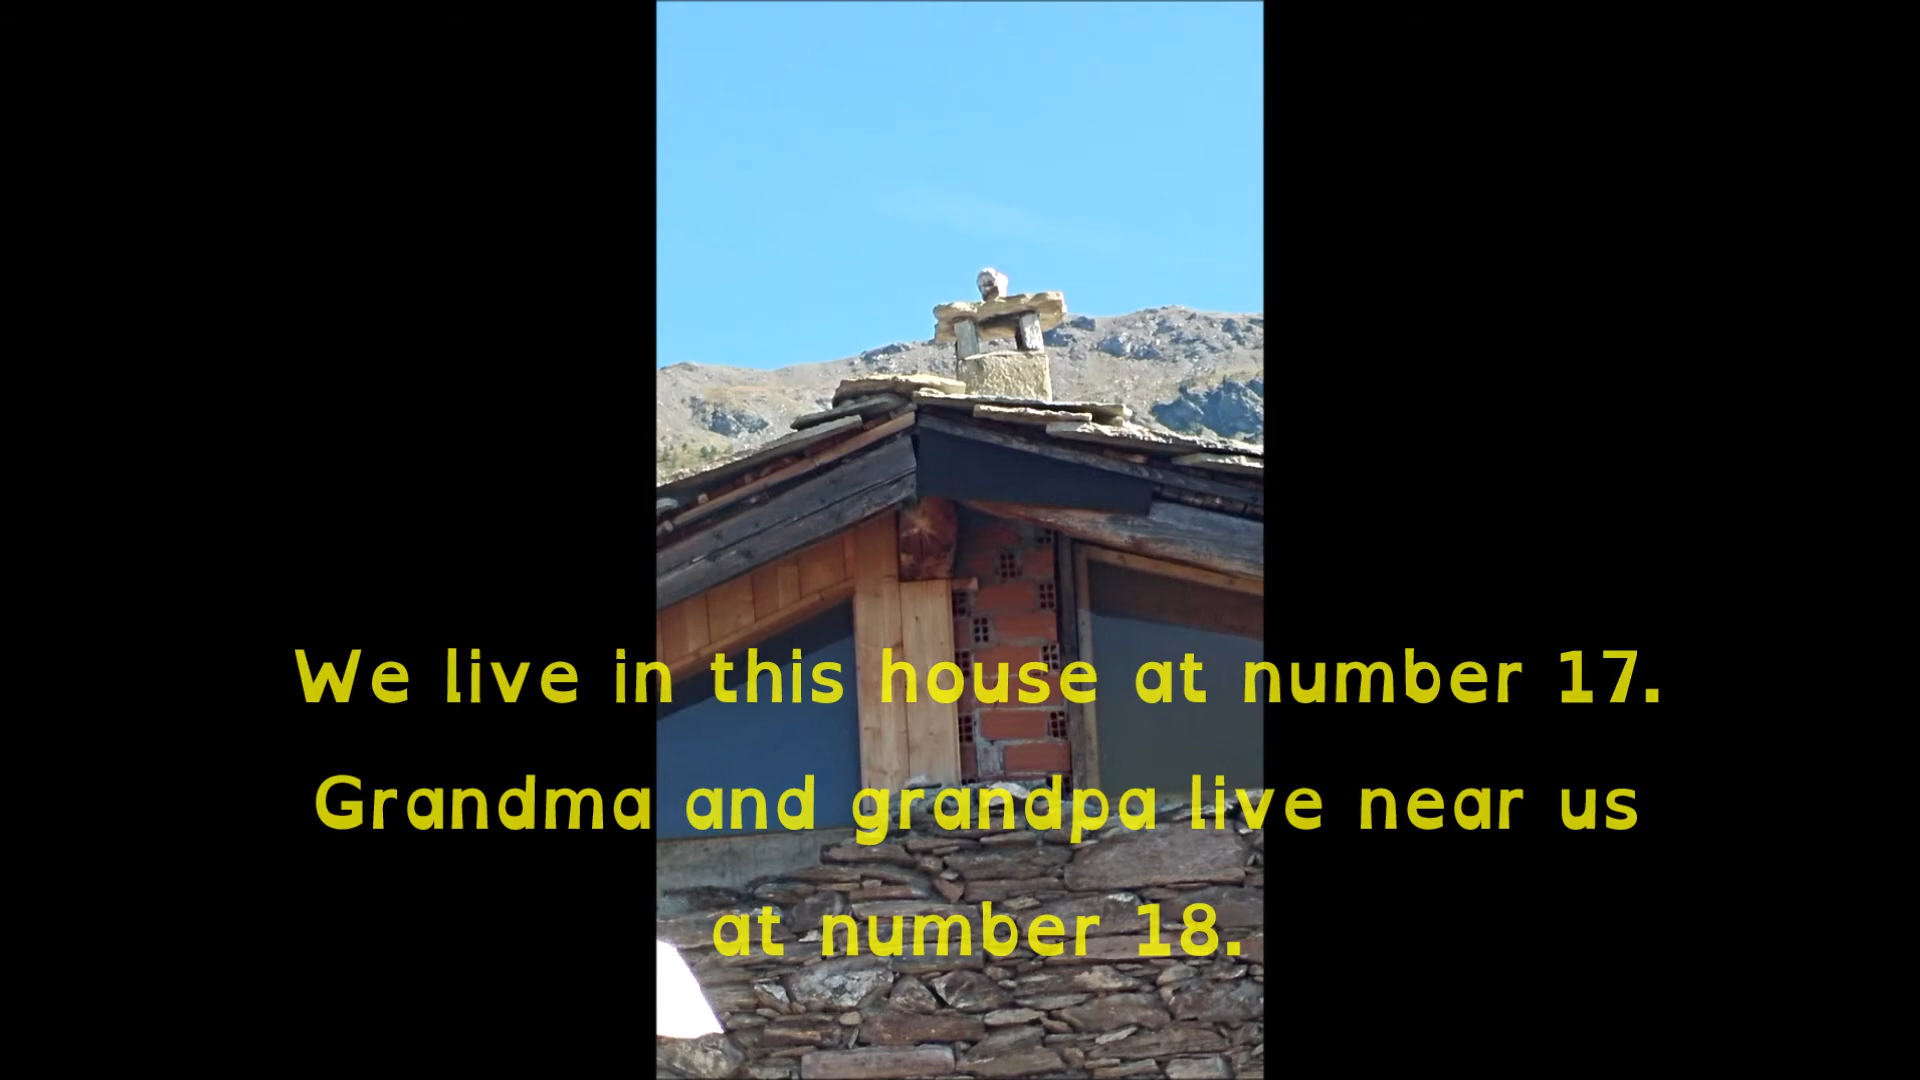 We live in this house at number 17.
Grandma and grandpa live near us
at number 18.